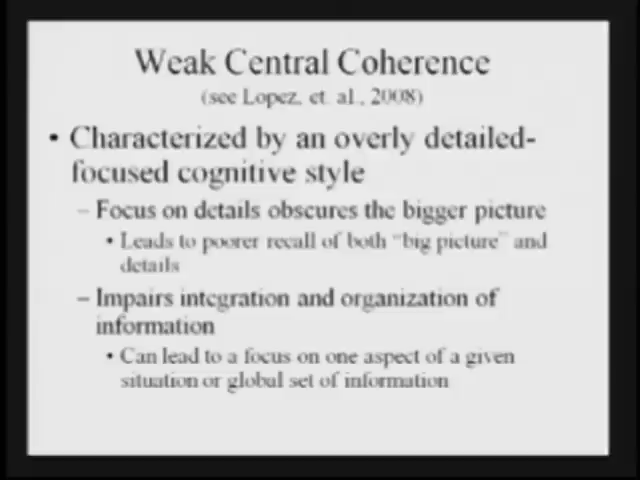 Weak Central Coherence
(see Lopez, et. al., 2008)
• Characterized by an overly detailed-
focused cognitive style
– Focus on details obscures the bigger picture
• Leads to poorer recall of both "big picture" and
details
– Impairs integration and organization of
information
• Can lead to a focus on one aspect of a given
situation or global set of information